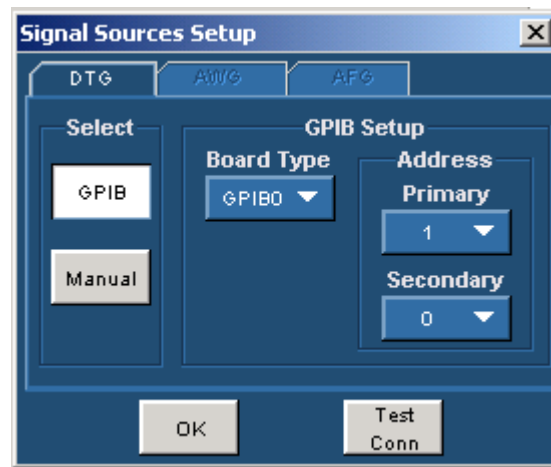 Signal Sources Setup
DTG
AWG
AFG
Select
GPIB
Manual
GPIB Setup
Board Type
GPIB0
Address
Primary
1
Secondary
0
OK
Test
Conn